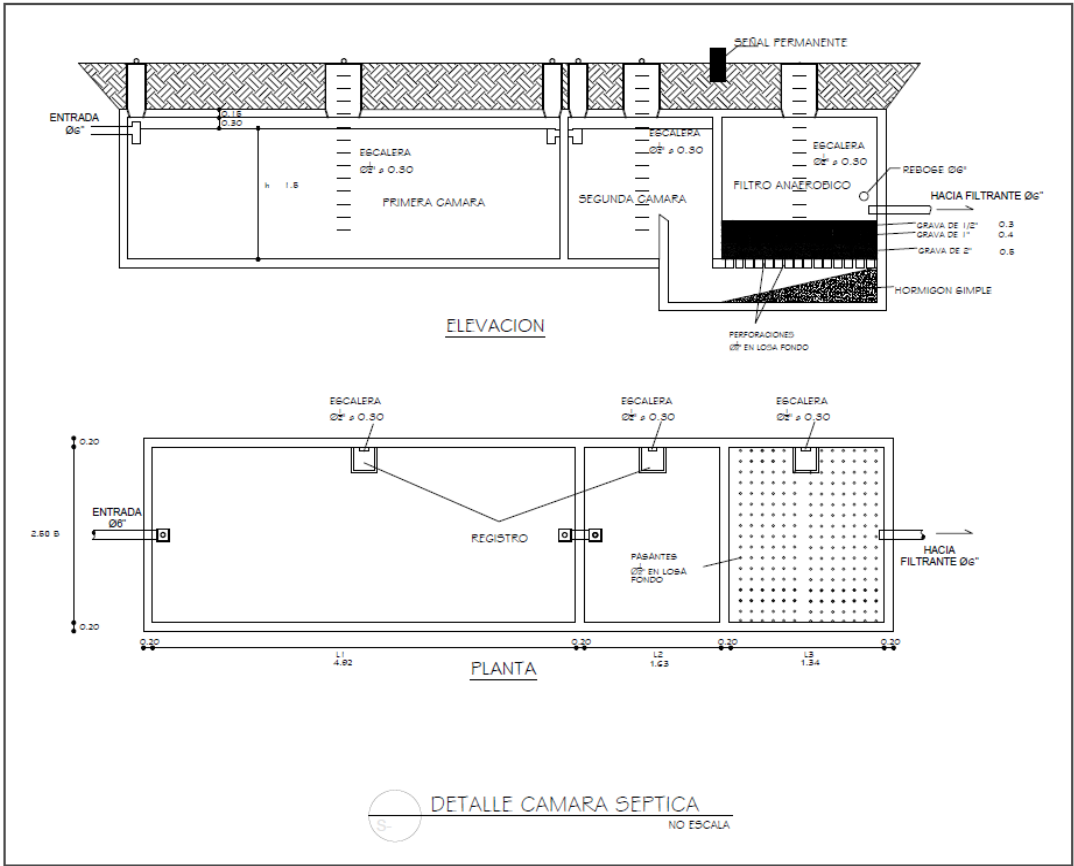 SEÑAL PERMANENTE
ENTRADA
Ø6"
0.15
0.30
ESCALERA
Ø½" a 0.30
ESCALERA
Ø½" a 0.30
ESCALERA
Ø½" a 0.30
h 1.8
PRIMERA CAMARA
SEGUNDA CAMARA
FILTRO ANAEROBICO
REBOSE Ø6"
HACIA FILTRANTE Ø6"
GRAVA DE 1/2" 0.3
GRAVA DE 1" 0.4
GRAVA DE 2"
HORMIGON SIMPLE
ELEVACION
PERFORACIONES
EN LOSA FONDO
ESCALERA
Ø½" a 0.30
ESCALERA
Ø½" a 0.30
ESCALERA
Ø½" a 0.30
0.20
ENTRADA
Ø6"
B
REGISTRO
PASANTES
EN LOSA
FONDO
HACIA
FILTRANTE Ø6"
0.20
0.20
0.20
0.20
0.20
L1
4.92
L2
1.63
L3
1.34
PLANTA
S-
DETALLE CAMARA SEPTICA
NO ESCALA